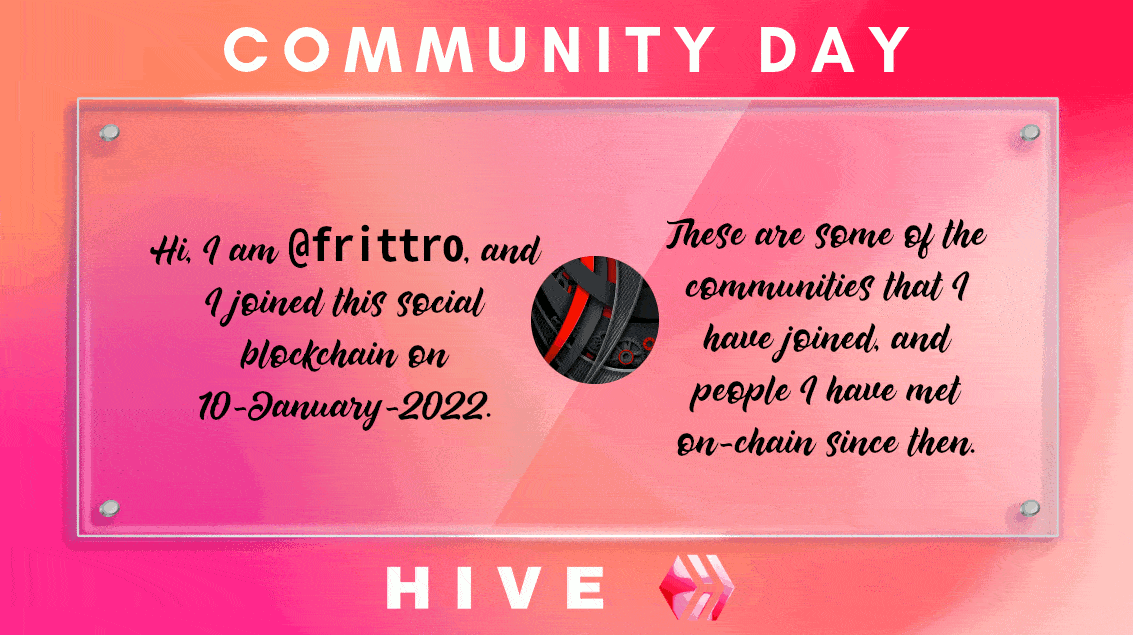 COMMUNITY DAY
Hi, I am @frittro, and
I joined this social
blockchain on
10-January-2022.
These are some of the
communities that I
have joined, and
people I have met
on-chain since then.
HIVE